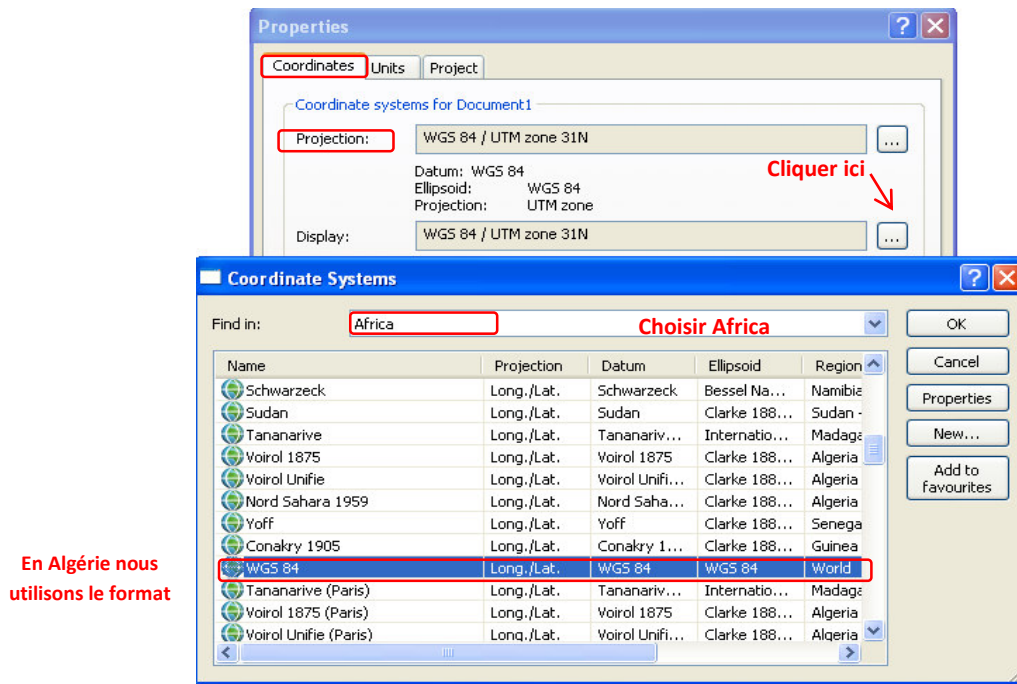 Properties
Coordinates Units Project
Coordinate systems for Document1
Projection: WGS 84 / UTM zone 31N ...
Datum: WGS 84
Ellipsoid: WGS 84
Projection: UTM zone
Cliquer ici
Display: WGS 84 / UTM zone 31N ...
Coordinate Systems
Find in: Africa Choisir Africa OK
Name Projection Datum Ellipsoid Region Cancel
Schwarzeck Long./Lat. Schwarzeck Bessel Na... Namibia
Sudan Long./Lat. Sudan Clarke 188... Sudan - Properties
Tananarive Long./Lat. Tananariv... Internatio... Madaga New...
Voirol 1875 Long./Lat. Voirol 1875 Clarke 188... Algeria
Voirol Unifie Long./Lat. Voirol Unifi... Clarke 188... Algeria Add to favourites
Nord Sahara 1959 Long./Lat. Nord Saha... Clarke 188... Algeria
Yoff Long./Lat. Yoff Clarke 188... Senega
Conakry 1905 Long./Lat. Conakry 1... Clarke 188... Guinea
WGS 84 Long./Lat. WGS 84 WGS 84 World
Tananarive (Paris) Long./Lat. Tananariv... Internatio... Madaga
Voirol 1875 (Paris) Long./Lat. Voirol 1875 Clarke 188... Algeria
Voirol Unifie (Paris) Long./Lat. Voirol Unifi... Clarke 188... Algeria
En Algérie nous
utilisons le format